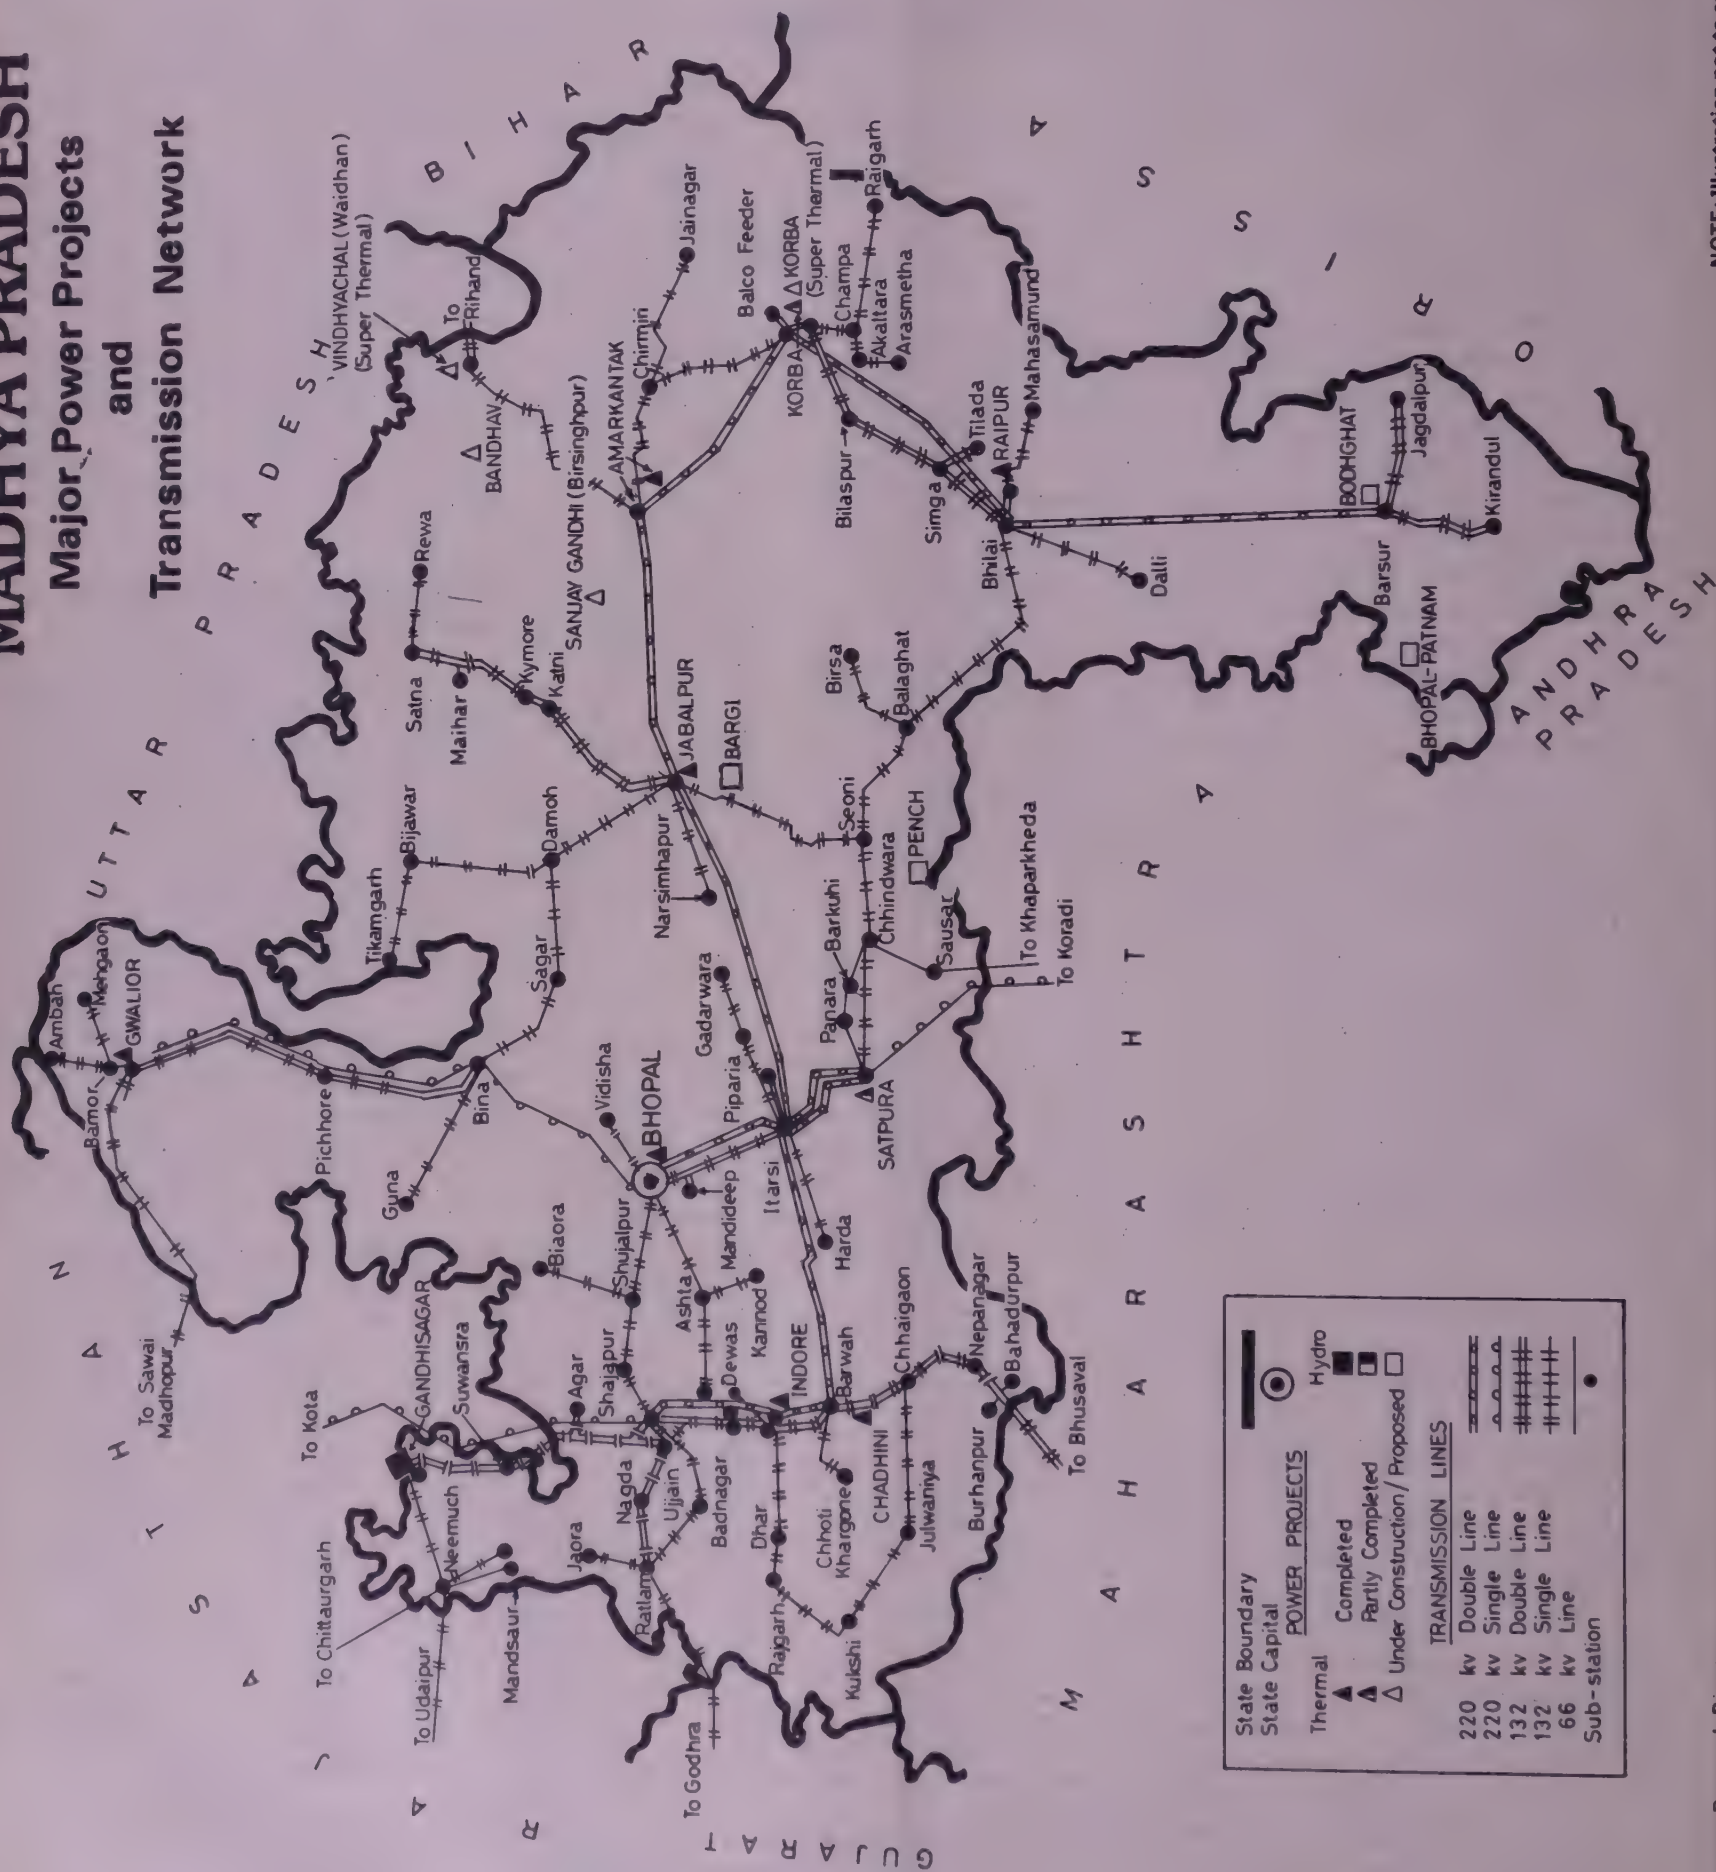 MADHYA PRADESH
Major Power Projects
and
Transmission Network
UTTAR PRADESH
BIHAR
ORISSA
ANDHRA
PRADESH
MAHARASHTRA
GUJARAT
RAJASTHAN
Ambah
Mehgaon
GWALIOR
Bamor
To Sawai
Madhopur
Pichhore
Guna
Bina
Tikamgarh
Bijawar
Sagar
Damoh
Satna
Rewa
Maihar
Kymore
Katni
VINDHYACHAL (Waidhan)
(Super Thermal)
To
Rihand
BANDHAV
SANJAY GANDHI (Birsinghpur)
AMARKANTAK
Chirmiri
Jainagar
Balco Feeder
KORBA
(Super Thermal)
KORBA
Champa
Raigarh
Akaltara
Arasmetha
Bilaspur
Simga
Tilada
RAIPUR
Mahasamund
Bhilai
Dalli
BODHGHAT
Jagdalpur
Barsur
Kirandul
BHOPAL-PATNAM
JABALPUR
BARGI
Narsimhapur
Gadarwara
Piparia
Seoni
Balaghat
Birsa
PENCH
Chhindwara
Barkuhi
Panara
Sausar
To Khaparkheda
To Koradi
SATPURA
Itarsi
Harda
Vidisha
BHOPAL
Mandideep
Biaora
Shujalpur
Ashta
Kannod
Shajapur
Dewas
INDORE
Agar
Suwansra
GANDHISAGAR
To Kota
Neemuch
To Chittaurgarh
To Udaipur
Mandsaur
Jaora
Nagda
Ujjain
Badnagar
Ratlam
To Godhra
Dhar
Rajgarh
Kukshi
Chhoti
Khargone
Barwah
CHADHINI
Julwaniya
Chhaigaon
Nepanagar
Bahadurpur
Burhanpur
To Bhusaval
State Boundary
State Capital
POWER PROJECTS
Thermal Hydro
Completed
Partly Completed
Under Construction/Proposed
TRANSMISSION LINES
220 kv Double Line
220 kv Single Line
132 kv Double Line
132 kv Single Line
66 kv Line
Sub-station